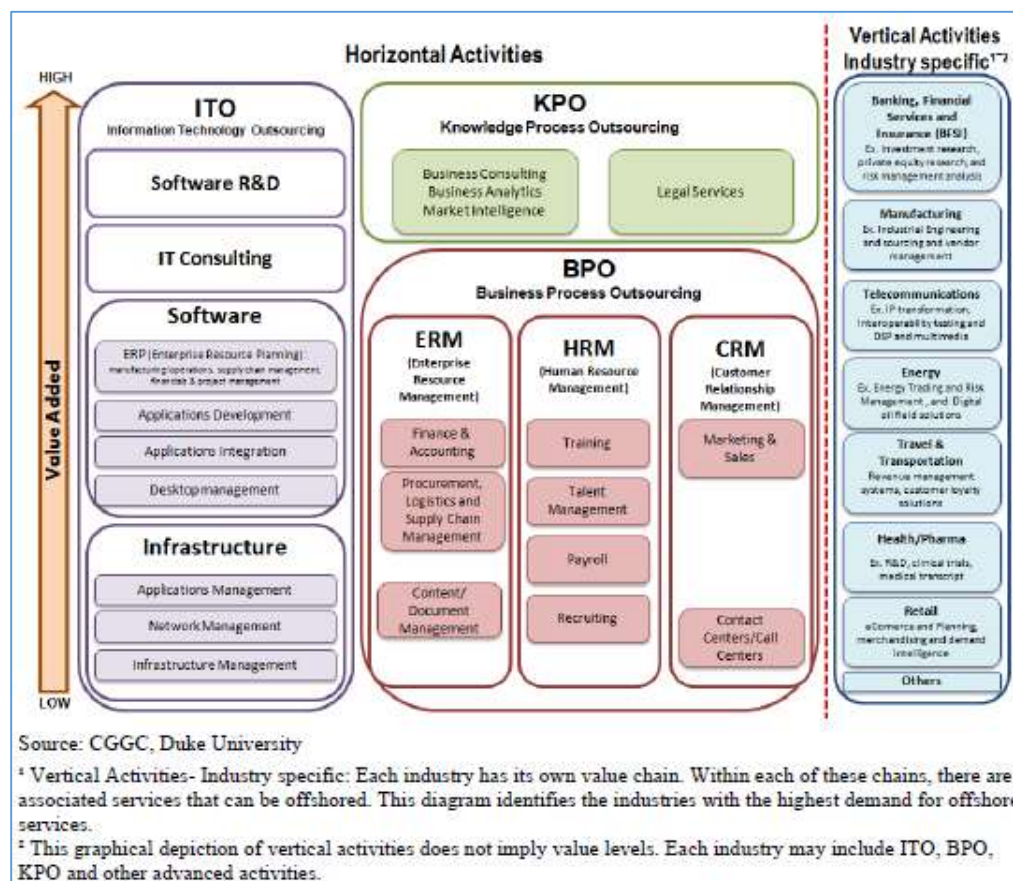 Horizontal Activities
Vertical Activities
Industry specific¹⁻²
HIGH
Value Added
LOW
ITO
Information Technology Outsourcing
Software R&D
IT Consulting
Software
ERP (Enterprise Resource Planning):
manufacturing/operations, supply chain management,
financials & project management
Applications Development
Applications Integration
Desktop management
Infrastructure
Applications Management
Network Management
Infrastructure Management
KPO
Knowledge Process Outsourcing
Business Consulting
Business Analytics
Market Intelligence
Legal Services
BPO
Business Process Outsourcing
ERM
(Enterprise
Resource
Management)
Finance &
Accounting
Procurement,
Logistics and
Supply Chain
Management
Content/
Document
Management
HRM
(Human Resource
Management)
Training
Talent
Management
Payroll
Recruiting
CRM
(Customer
Relationship
Management)
Marketing &
Sales
Contact
Centers/Call
Centers
Banking, Financial
Services and
Insurance (BFSI)
Ex. Investment research,
private equity research, and
risk management analysis
Manufacturing
Ex. Industrial Engineering
and sourcing and vendor
management
Telecommunications
Ex. IP transformation,
Interoperability testing and
DSP and multimedia
Energy
Ex. Energy Trading and Risk
Management, and Digital
oil field solutions
Travel &
Transportation
Revenue management
systems, customer loyalty
solutions
Health/Pharma
Ex. R&D, clinical trials,
medical transcript
Retail
eComerce and Planning,
merchandising and demand
Intelligence
Others
Source: CGGC, Duke University
¹ Vertical Activities- Industry specific: Each industry has its own value chain. Within each of these chains, there are
associated services that can be offshored. This diagram identifies the industries with the highest demand for offshore
services.
² This graphical depiction of vertical activities does not imply value levels. Each industry may include ITO, BPO,
KPO and other advanced activities.